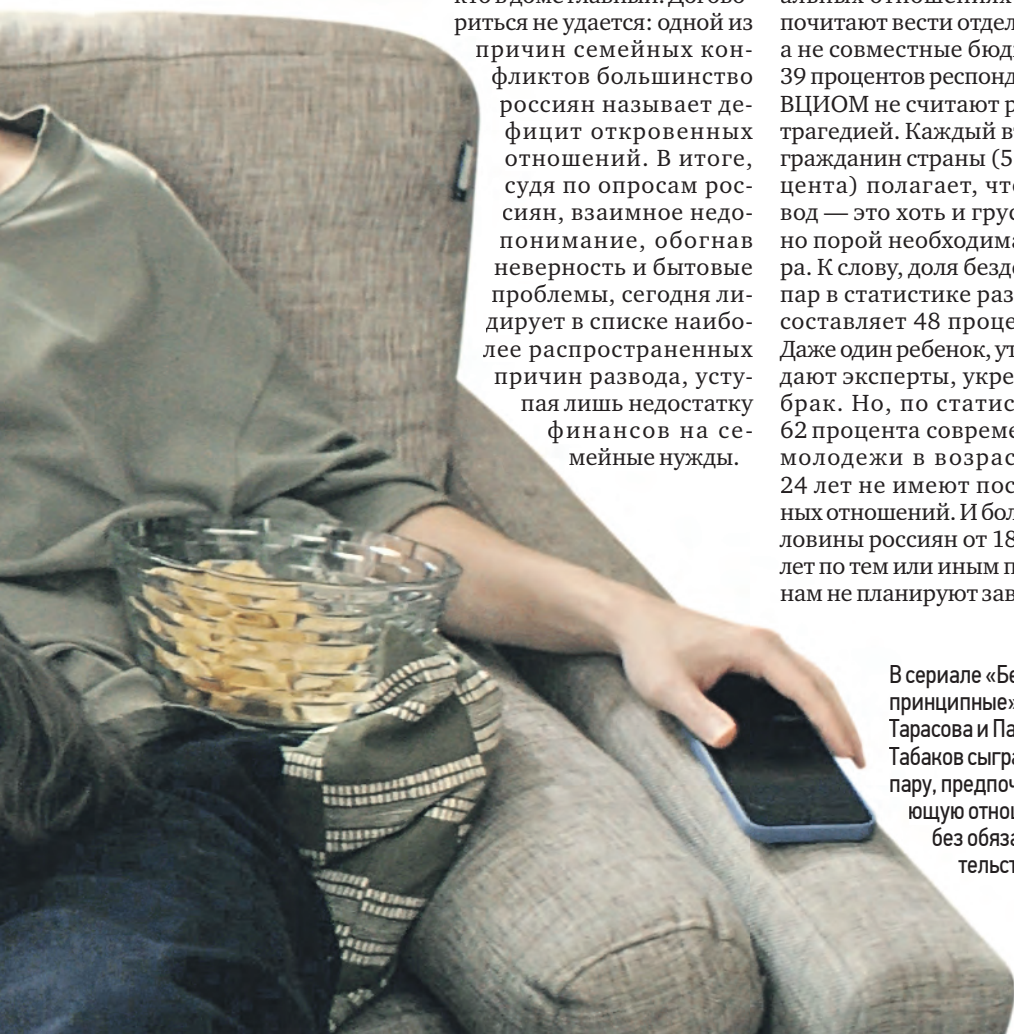 кто в доме главный. Догово-
риться не удается: одной из
причин семейных кон-
фликтов большинство
россиян называет де-
фицит откровенных
отношений. В итоге,
судя по опросам рос-
сиян, взаимное недо-
понимание, обогнав
неверность и бытовые
проблемы, сегодня ли-
дирует в списке наибо-
лее распространенных
причин развода, усту-
пая лишь недостатку
финансов на се-
мейные нужды.
альных отношениях
почитают вести отдел
а не совместные бюд
39 процентов респонд
ВЦИОМ не считают р
трагедией. Каждый вт
гражданин страны (5
цента) полагает, что
вод — это хоть и грус
но порой необходима
ра. К слову, доля безд
пар в статистике раз
составляет 48 проце
Даже один ребенок, ут
дают эксперты, укре
брак. Но, по статис
62 процента совреме
молодежи в возрас
24 лет не имеют пос
ных отношений. И бол
ловины россиян от 18
лет по тем или иным п
нам не планируют зав
В сериале «Бе
принципные»
Тарасова и Па
Табаков сыгра
пару, предпоч
ющую отнош
без обяза
тельст